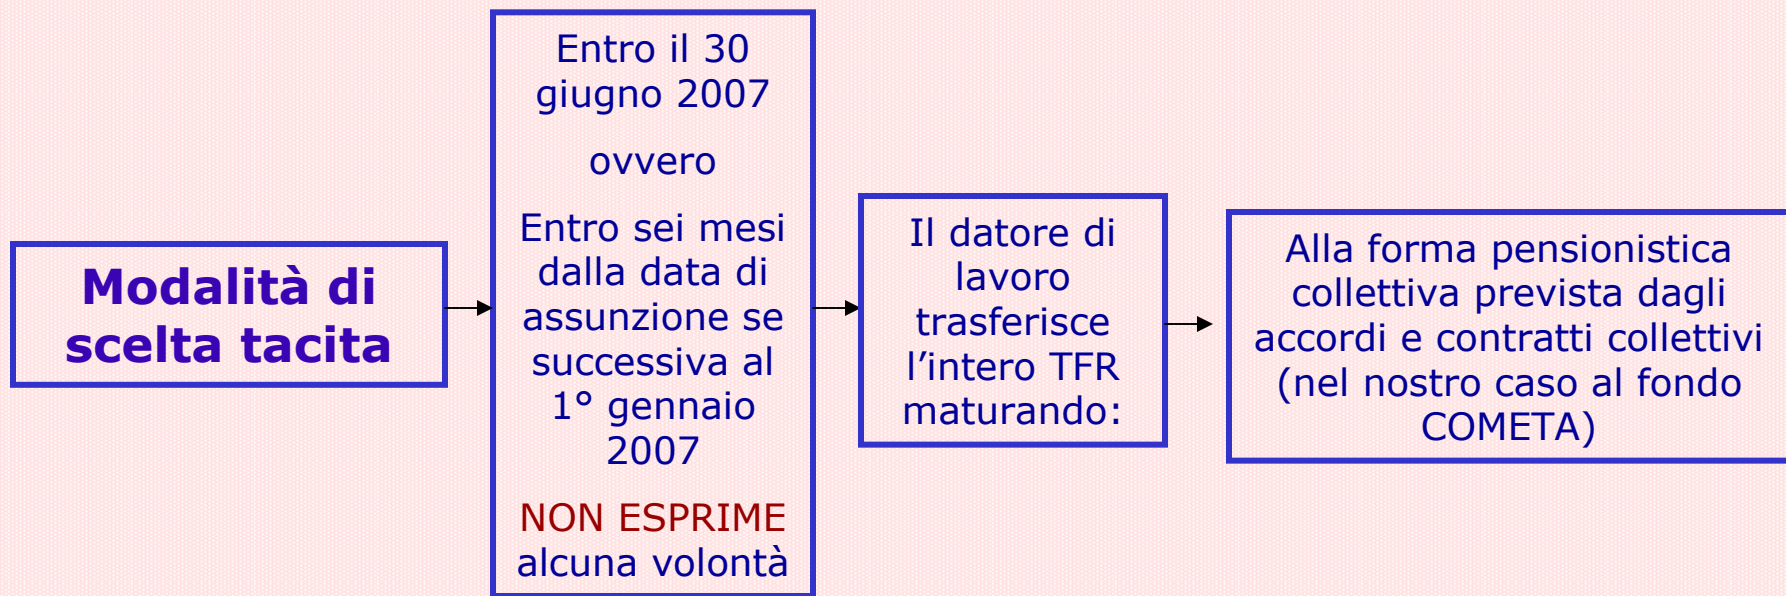 Modalità di
scelta tacita
Entro il 30
giugno 2007
ovvero
Entro sei mesi
dalla data di
assunzione se
successiva al
1° gennaio
2007
NON ESPRIME
alcuna volontà
Il datore di
lavoro
trasferisce
l’intero TFR
maturando:
Alla forma pensionistica
collettiva prevista dagli
accordi e contratti collettivi
(nel nostro caso al fondo
COMETA)